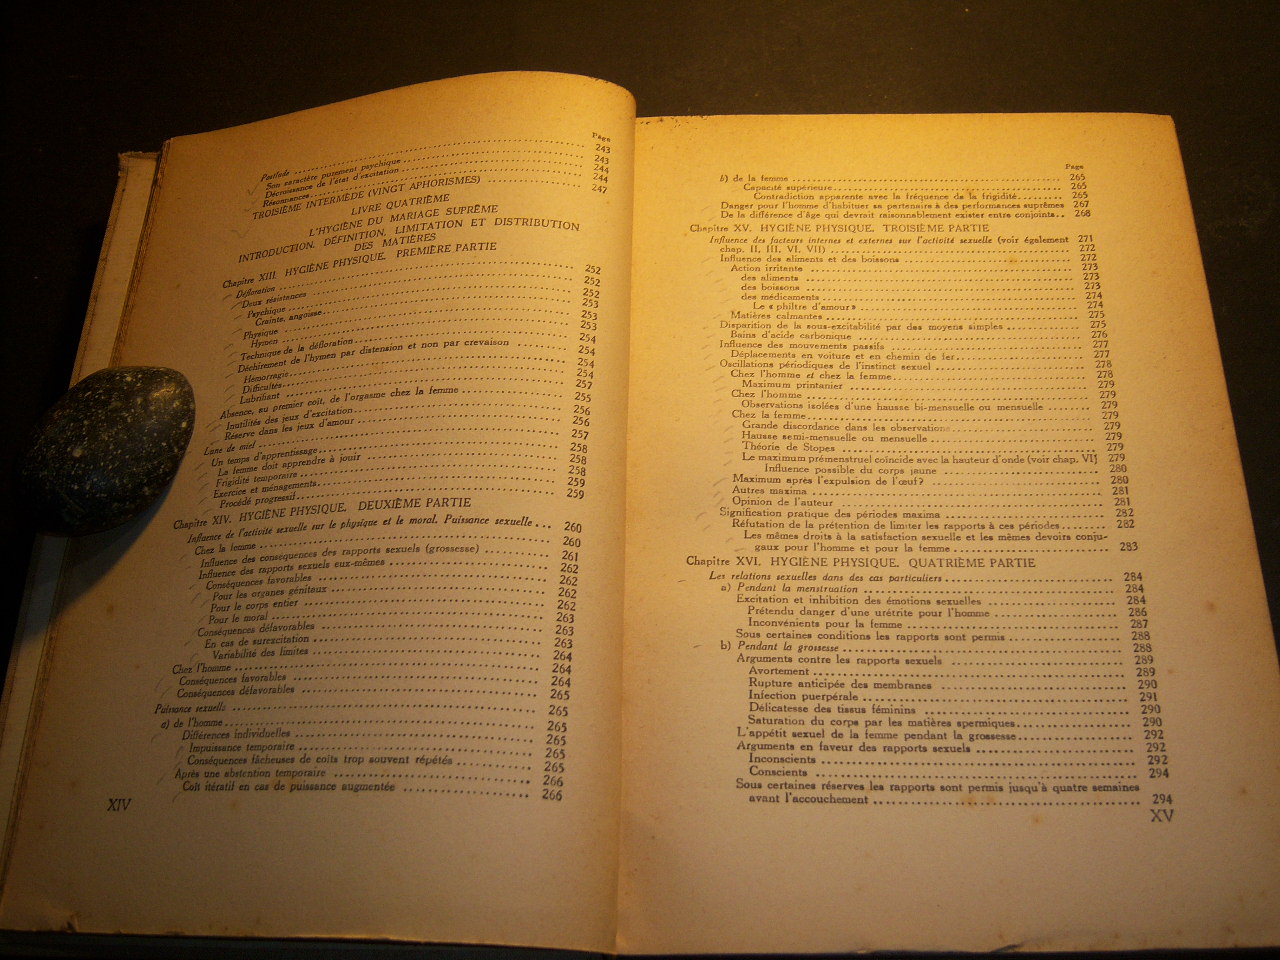 Page
Postlude 243
Son caractère purement psychique 243
Décroissance de l'état d'excitation 244
Résonnances 244
TROISIÈME INTERMÈDE (VINGT APHORISMES) 247
LIVRE QUATRIÈME
L'HYGIÈNE DU MARIAGE SUPRÊME
INTRODUCTION. DÉFINITION, LIMITATION ET DISTRIBUTION
DES MATIÈRES
Chapitre XIII. HYGIÈNE PHYSIQUE. PREMIÈRE PARTIE
Défloration 252
Deux résistances 252
Psychique 252
Crainte, angoisse 253
Physique 253
Hymen 253
Technique de la défloration 254
Déchirement de l'hymen par distension et non par crevaison 254
Hémorragie 254
Difficultés 254
Lubrifiant 257
Absence, au premier coït, de l'orgasme chez la femme 255
Inutilités des jeux d'excitation 256
Réserve dans les jeux d'amour 256
Lune de miel 257
Un temps d'apprentissage 258
La femme doit apprendre à jouir 258
Frigidité temporaire 258
Exercice et ménagements 259
Procédé progressif 259
Chapitre XIV. HYGIÈNE PHYSIQUE. DEUXIÈME PARTIE
Influence de l'activité sexuelle sur le physique et le moral. Puissance sexuelle ... 260
Chez la femme 260
Influence des conséquences des rapports sexuels (grossesse) 261
Influence des rapports sexuels eux-mêmes 262
Conséquences favorables 262
Pour les organes génitaux 262
Pour le corps entier 262
Pour le moral 263
Conséquences défavorables 263
En cas de surexcitation 263
Variabilité des limites 264
Chez l'homme 264
Conséquences favorables 264
Conséquences défavorables 265
Puissance sexuelle 265
a) de l'homme 265
Différences individuelles 265
Impuissance temporaire 265
Conséquences fâcheuses de coïts trop souvent répétés 265
Après une abstention temporaire 266
Coït itératif en cas de puissance augmentée 266
XIV
Page
b) de la femme 265
Capacité supérieure 265
Contradiction apparente avec la fréquence de la frigidité 265
Danger pour l'homme d'habituer sa partenaire à des performances suprêmes 267
De la différence d'âge qui devrait raisonnablement exister entre conjoints.. 268
Chapitre XV. HYGIÈNE PHYSIQUE. TROISIÈME PARTIE
Influence des facteurs internes et externes sur l'activité sexuelle (voir également 271
chap. II, III, VI, VII) 272
Influence des aliments et des boissons 272
Action irritante 273
des aliments 273
des boissons 273
des médicaments 274
Le « philtre d'amour » 274
Matières calmantes 275
Disparition de la sous-excitabilité par des moyens simples 275
Bains d'acide carbonique 276
Influence des mouvements passifs 277
Déplacements en voiture et en chemin de fer 277
Oscillations périodiques de l'instinct sexuel 278
Chez l'homme et chez la femme 278
Maximum printanier 279
Chez l'homme 279
Observations isolées d'une hausse bi-mensuelle ou mensuelle 279
Chez la femme 279
Grande discordance dans les observations 279
Hausse semi-mensuelle ou mensuelle 279
Théorie de Stopes 279
Le maximum prémenstruel coïncide avec la hauteur d'onde (voir chap. VI] 279
Influence possible du corps jaune 280
Maximum après l'expulsion de l'œuf? 280
Autres maxima 281
Opinion de l'auteur 281
Signification pratique des périodes maxima 282
Réfutation de la prétention de limiter les rapports à ces périodes 282
Les mêmes droits à la satisfaction sexuelle et les mêmes devoirs conju-
gaux pour l'homme et pour la femme 283
Chapitre XVI. HYGIÈNE PHYSIQUE. QUATRIÈME PARTIE
Les relations sexuelles dans des cas particuliers 284
a) Pendant la menstruation 284
Excitation et inhibition des émotions sexuelles 284
Prétendu danger d'une urétrite pour l'homme 286
Inconvénients pour la femme 287
Sous certaines conditions les rapports sont permis 288
b) Pendant la grossesse 288
Arguments contre les rapports sexuels 289
Avortement 289
Rupture anticipée des membranes 290
Infection puerpérale 291
Délicatesse des tissus féminins 290
Saturation du corps par les matières spermiques 290
L'appétit sexuel de la femme pendant la grossesse 292
Arguments en faveur des rapports sexuels 292
Inconscients 292
Conscients 294
Sous certaines réserves les rapports sont permis jusqu'à quatre semaines
avant l'accouchement 294
XV